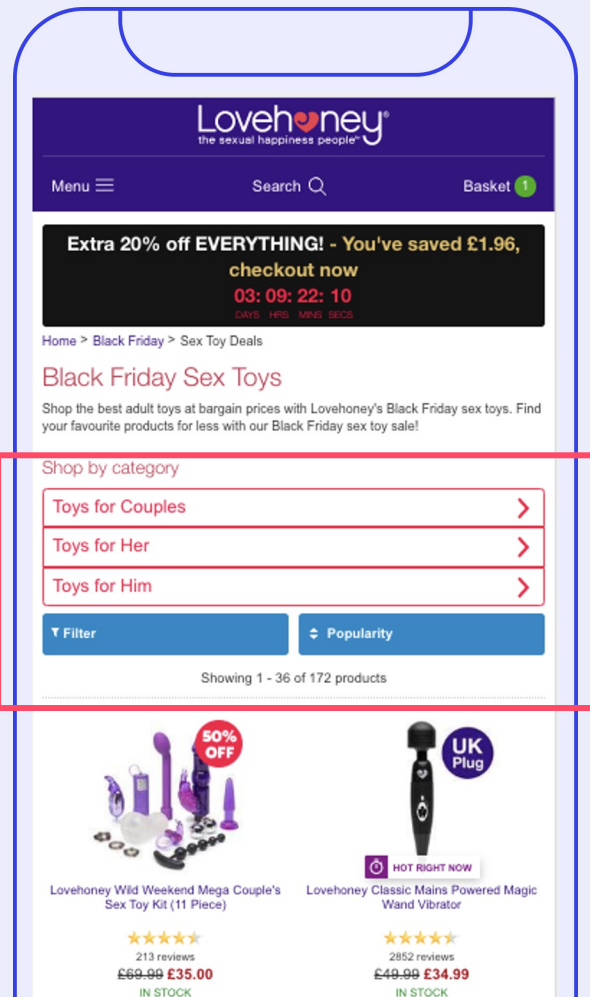 Lovehoney®
the sexual happiness people™
Menu
Search
Basket 1
Extra 20% off EVERYTHING! - You've saved £1.96,
checkout now
03: 09: 22: 10
DAYS HRS MINS SECS
Home > Black Friday > Sex Toy Deals
Black Friday Sex Toys
Shop the best adult toys at bargain prices with Lovehoney's Black Friday sex toys. Find
your favourite products for less with our Black Friday sex toy sale!
Shop by category
Toys for Couples
Toys for Her
Toys for Him
Filter
Popularity
Showing 1 - 36 of 172 products
50%
OFF
UK
Plug
HOT RIGHT NOW
Lovehoney Wild Weekend Mega Couple's
Sex Toy Kit (11 Piece)
213 reviews
£69.99 £35.00
IN STOCK
Lovehoney Classic Mains Powered Magic
Wand Vibrator
2852 reviews
£49.99 £34.99
IN STOCK